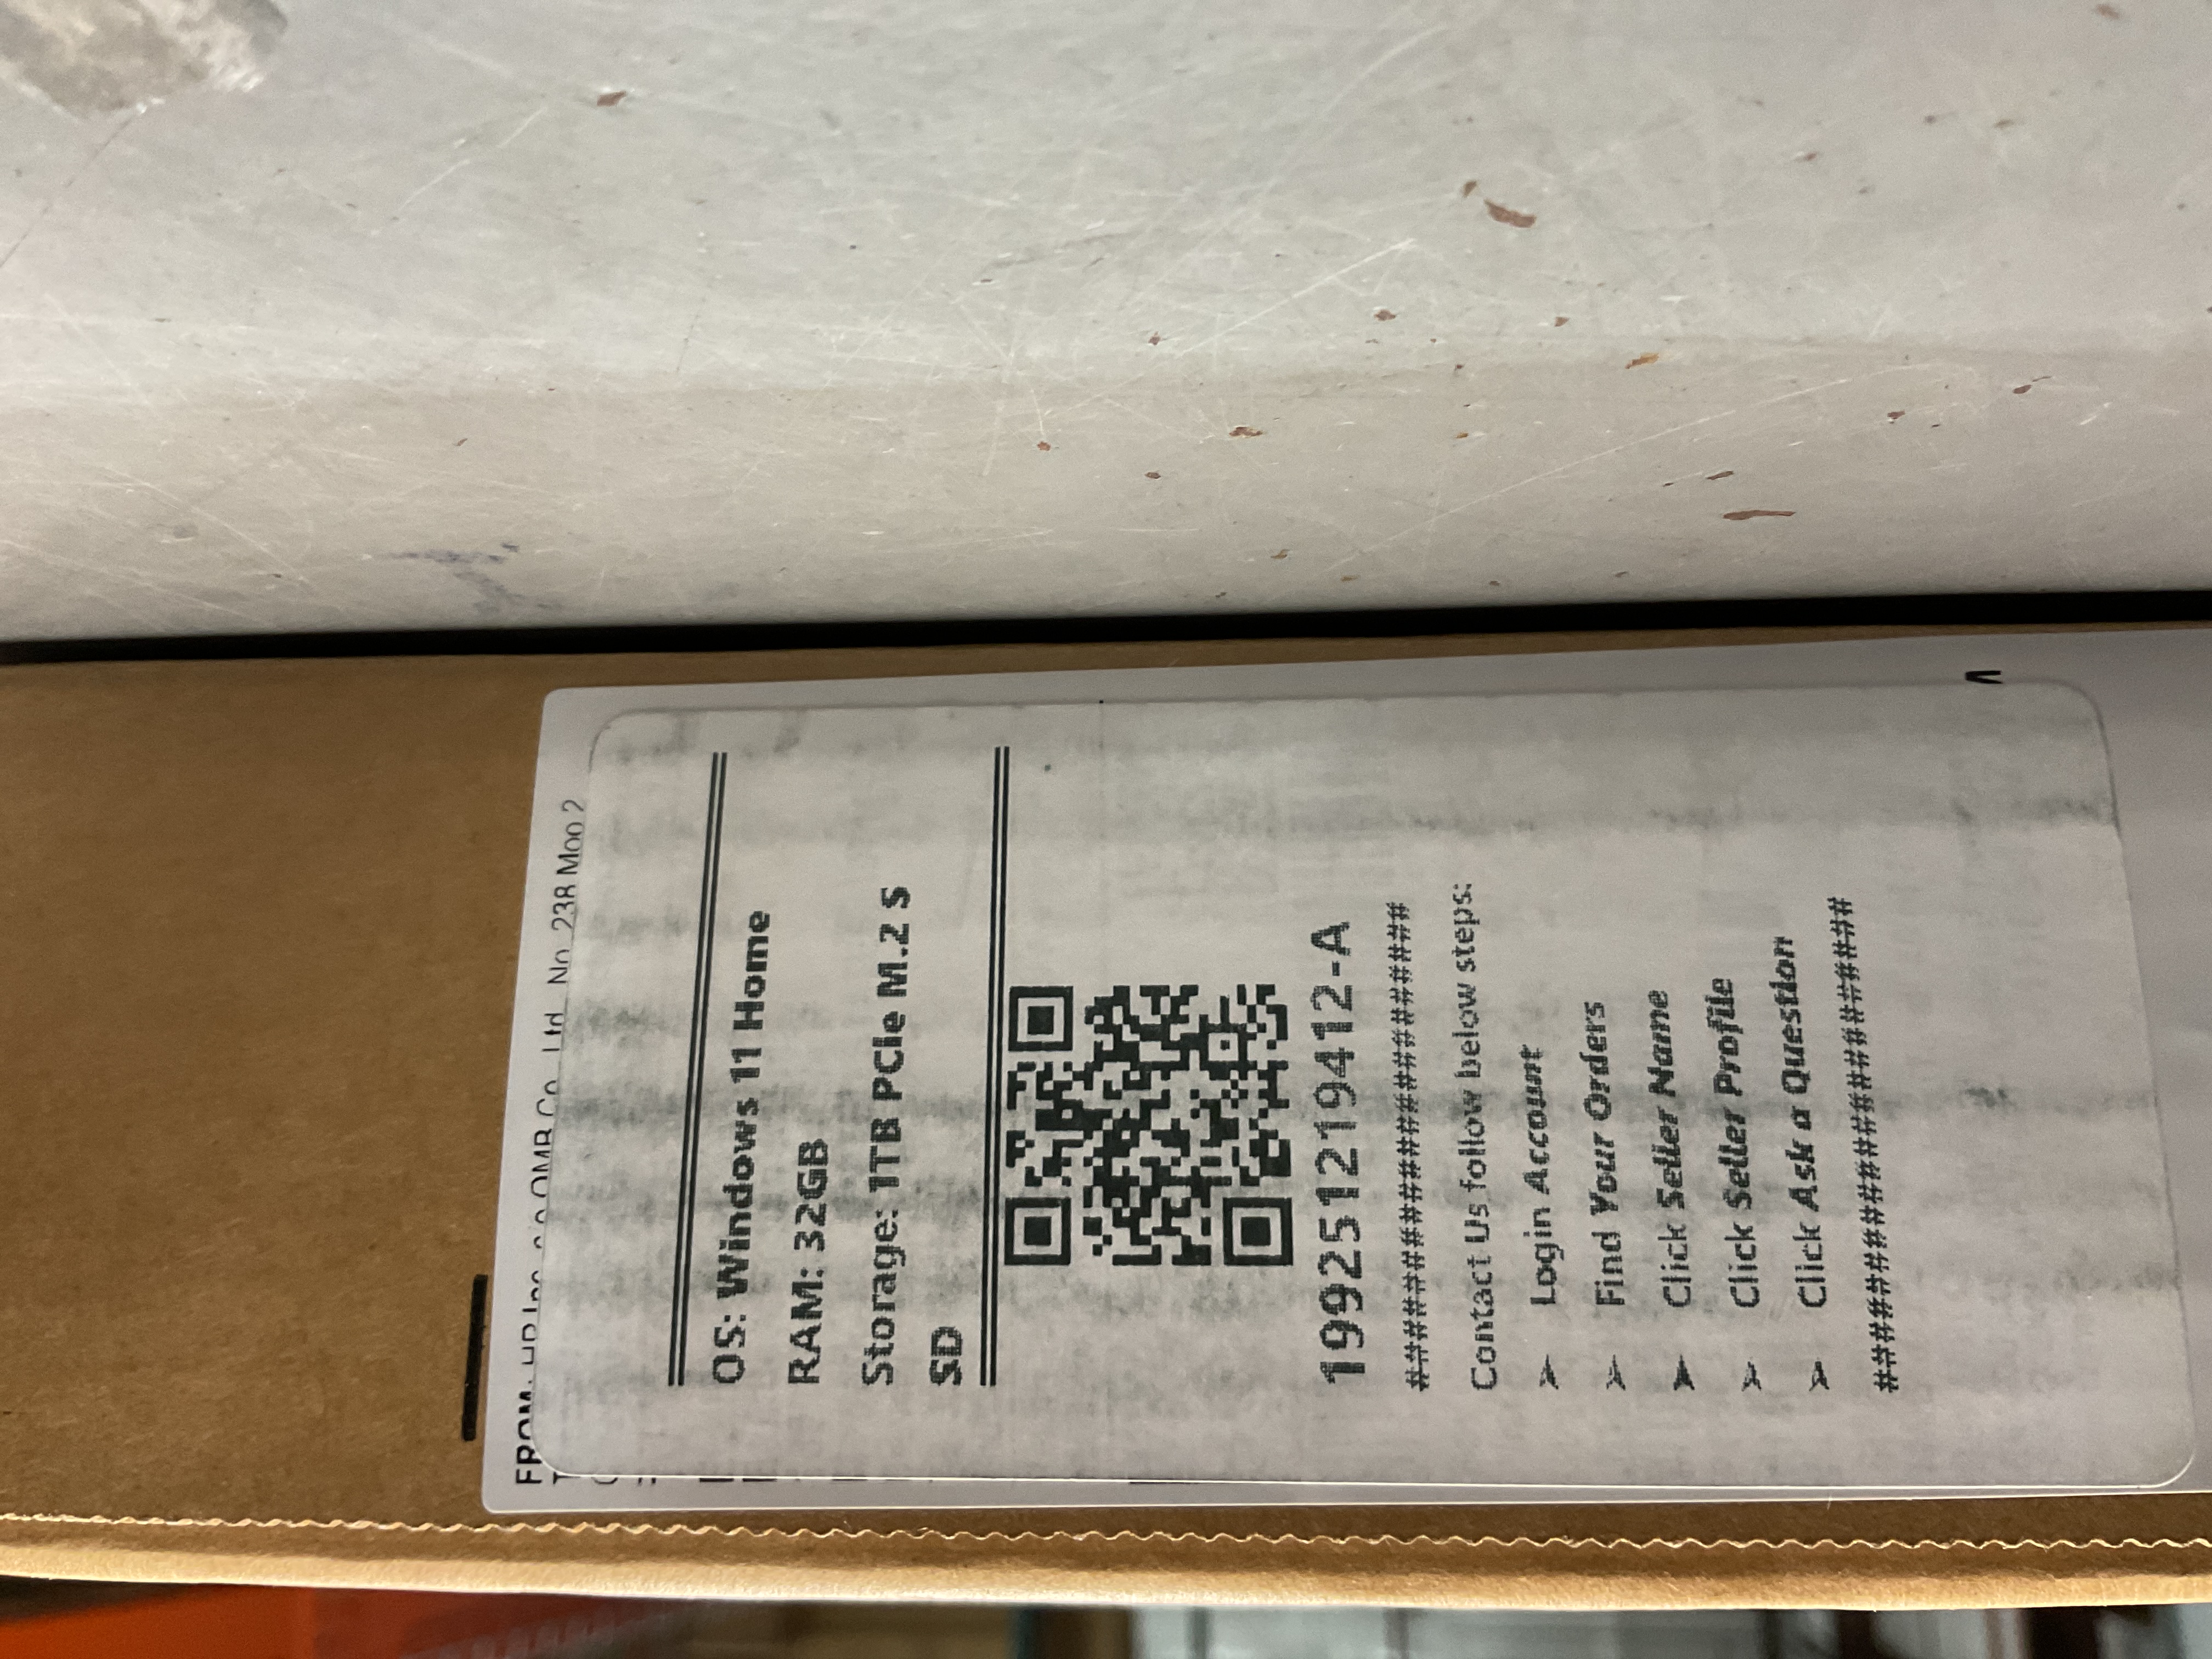 FROM: HP Inc. c/o QMB Co., Ltd. No. 238 Moo 2
OS: Windows 11 Home
RAM: 32GB
Storage: 1TB PCIe M.2 S
SD
199251219412-A
##############################
Contact Us follow below steps:
➤ Login Account
➤ Find Your Orders
➤ Click Seller Name
➤ Click Seller Profile
➤ Click Ask a Question
##############################